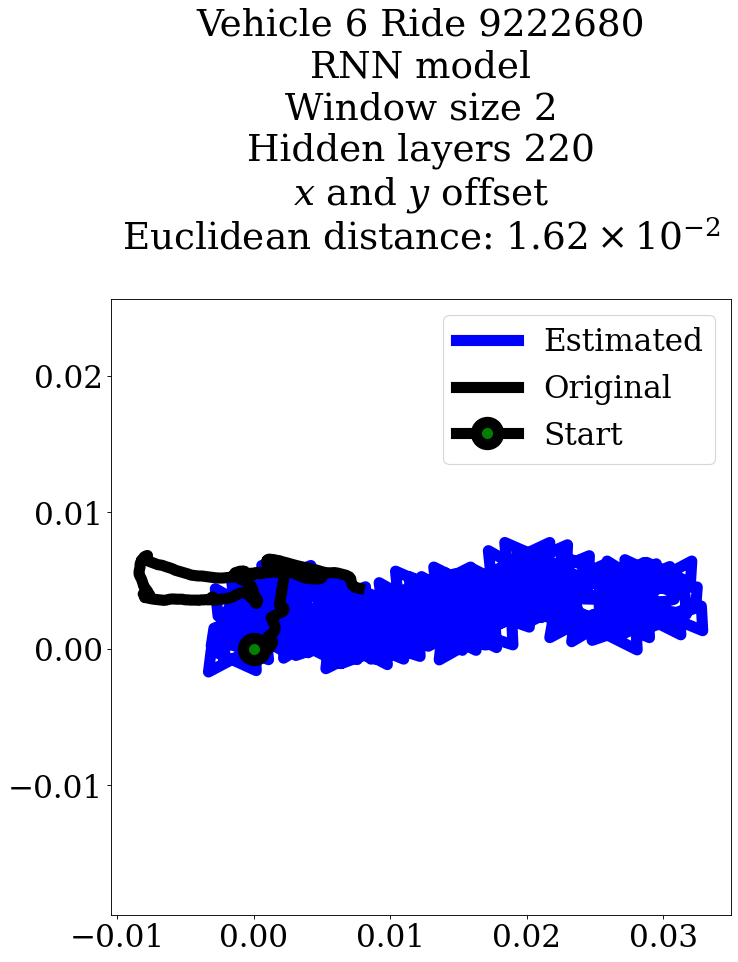 Vehicle 6 Ride 9222680
RNN model
Window size 2
Hidden layers 220
x and y offset
Euclidean distance: 1.62 × 10⁻²
Estimated
Original
Start
0.02
0.01
0.00
−0.01
−0.01 0.00 0.01 0.02 0.03